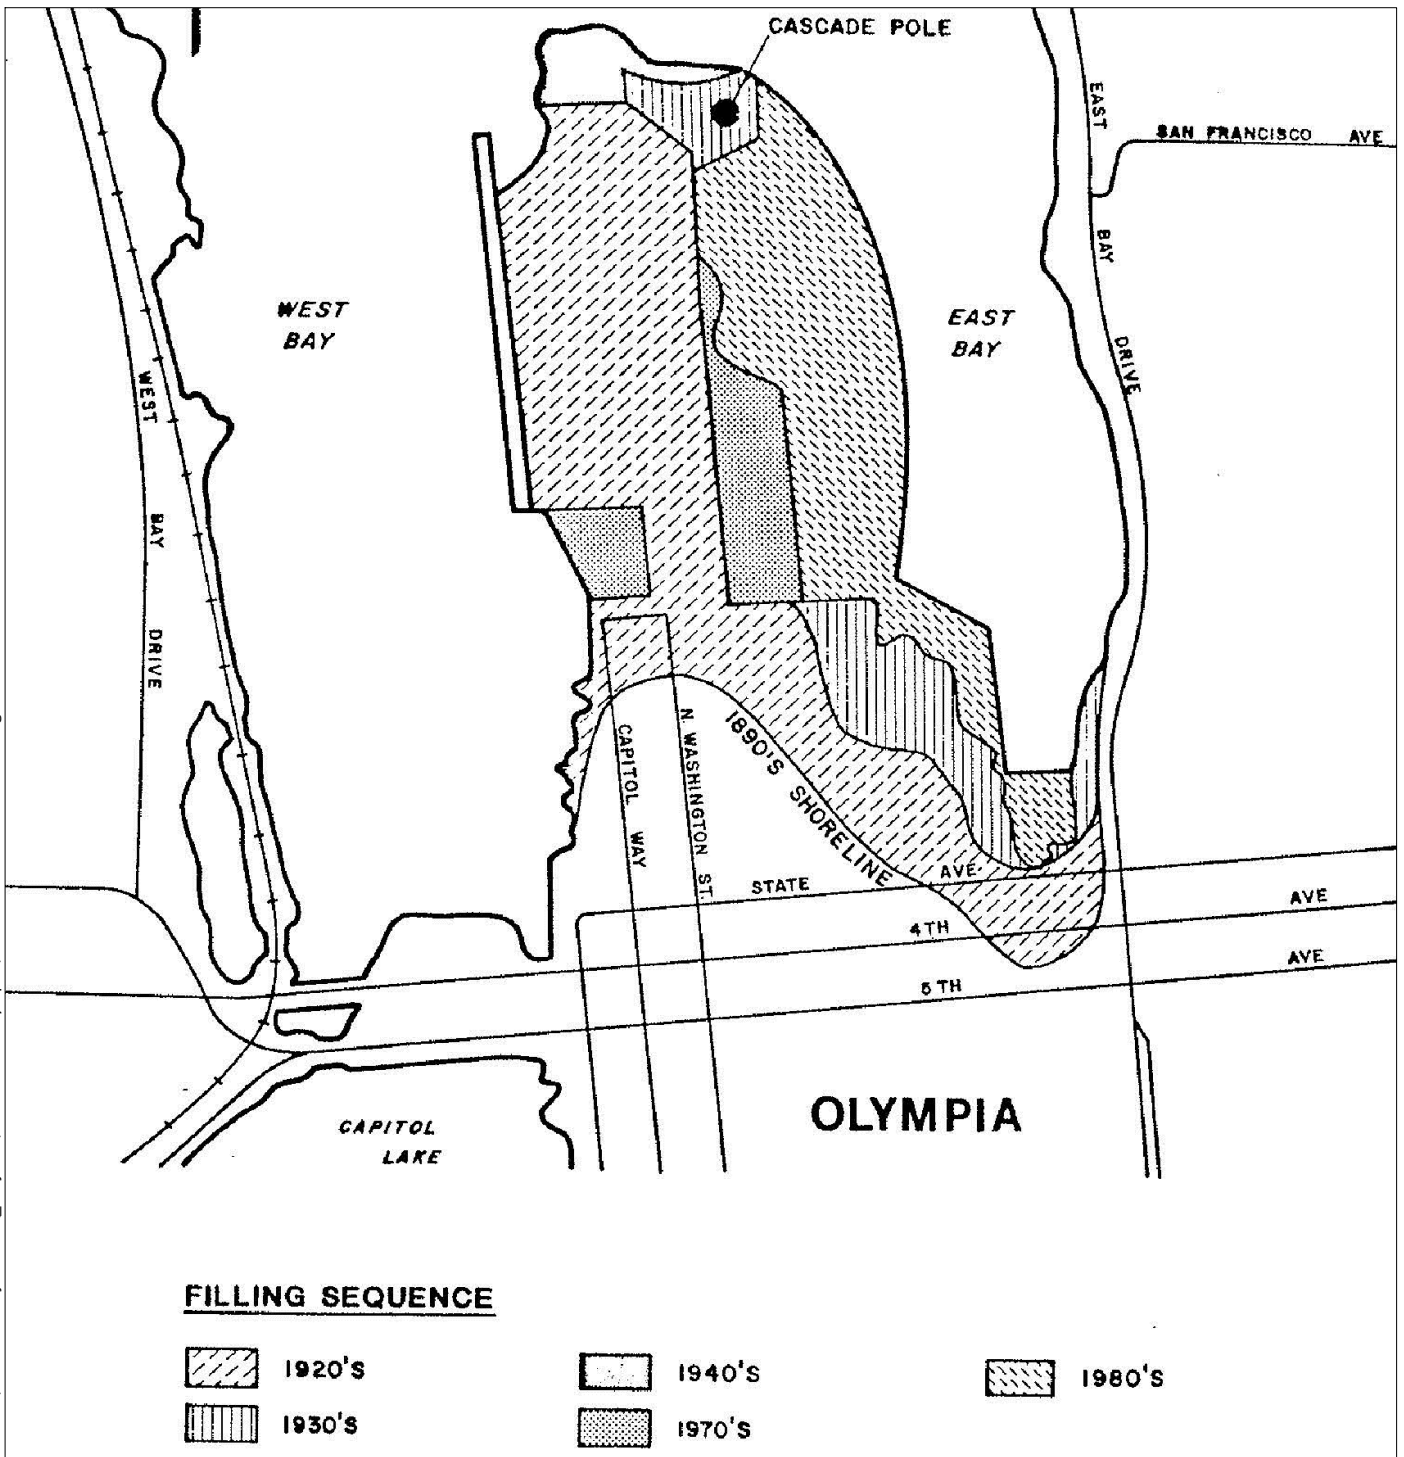 CASCADE POLE
EAST
BAY
DRIVE
SAN FRANCISCO AVE
WEST
BAY
EAST
BAY
WEST
BAY
DRIVE
1890'S SHORELINE
CAPITOL WAY
N. WASHINGTON ST.
STATE AVE.
4TH AVE
5TH AVE
OLYMPIA
CAPITOL
LAKE
FILLING SEQUENCE
1920'S
1940'S
1980'S
1930'S
1970'S